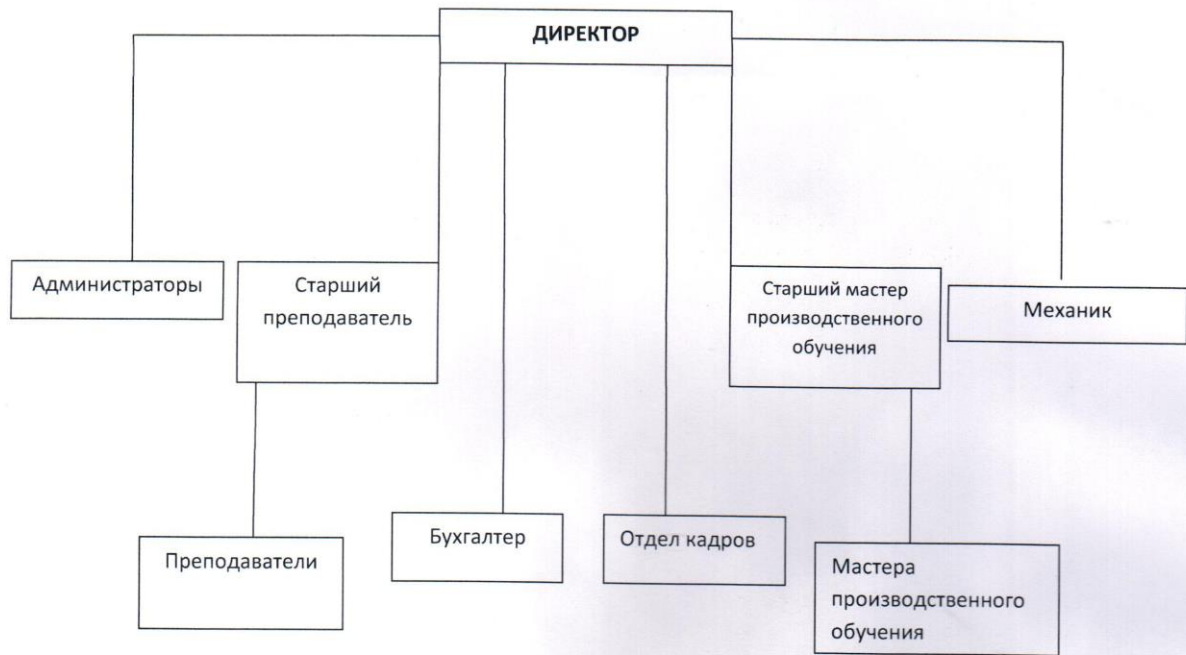 ДИРЕКТОР
Администраторы
Старший
преподаватель
Старший мастер
производственного
обучения
Механик
Преподаватели
Бухгалтер
Отдел кадров
Мастера
производственного
обучения